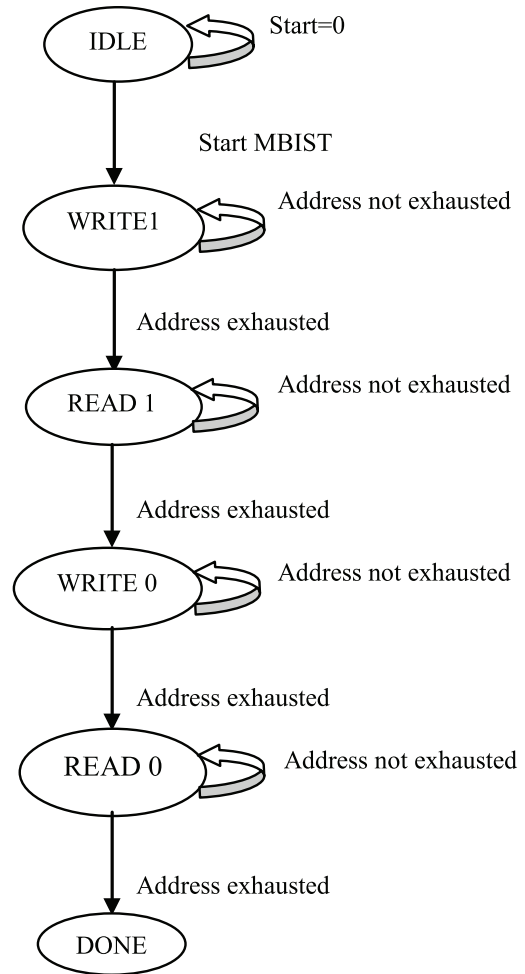 IDLE
Start=0
Start MBIST
WRITE1
Address not exhausted
Address exhausted
READ 1
Address not exhausted
Address exhausted
WRITE 0
Address not exhausted
Address exhausted
READ 0
Address not exhausted
Address exhausted
DONE